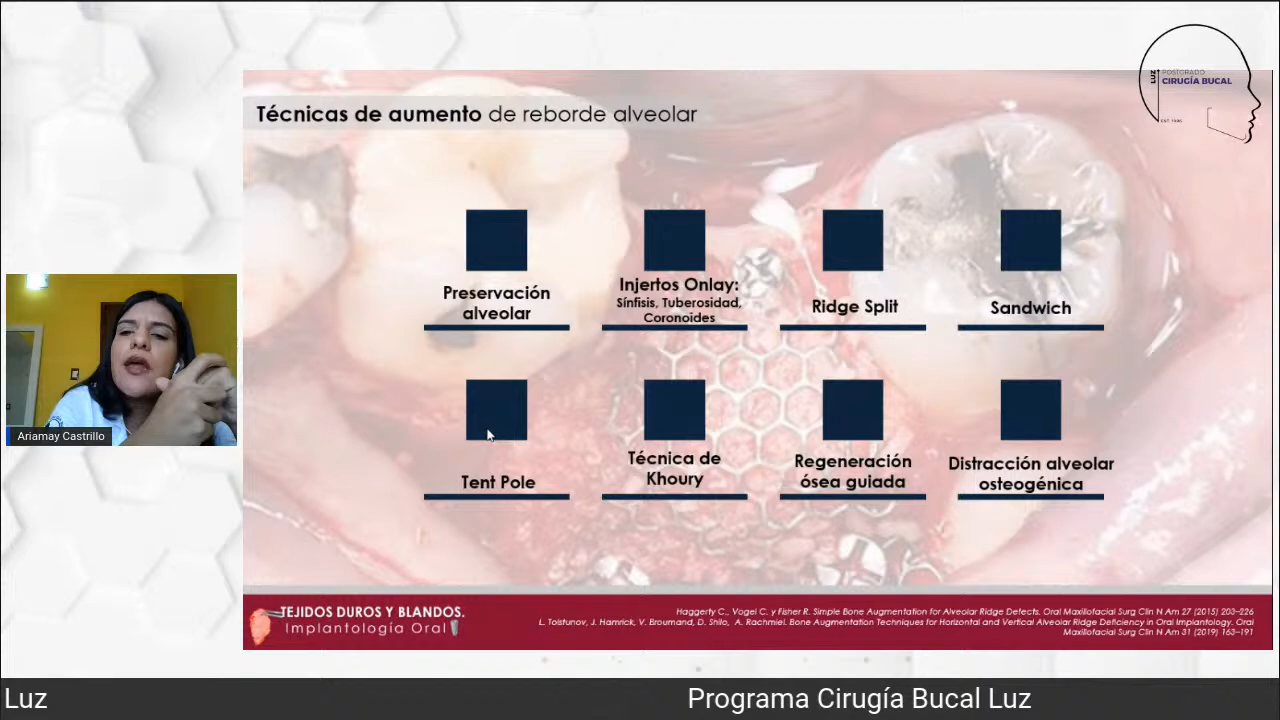 LUZ
POSTGRADO
CIRUGÍA BUCAL
Técnicas de aumento de reborde alveolar
Preservación
alveolar
Injertos Onlay:
Sínfisis, Tuberosidad,
Coronoides
Ridge Split
Sandwich
Tent Pole
Técnica de
Khoury
Regeneración
ósea guiada
Distracción alveolar
osteogénica
Ariamay Castrillo
TEJIDOS DUROS Y BLANDOS.
Implantología Oral
Haggerty C., Vogel C. y Fisher R. Simple Bone Augmentation for Alveolar Ridge Defects. Oral Maxillofacial Surg Clin N Am 27 (2015) 203–226
L. Tolstunov, J. Hamrick, V. Broumand, D. Shilo, A. Rachmiel. Bone Augmentation Techniques for Horizontal and Vertical Alveolar Ridge Deficiency in Oral Implantology. Oral
Maxillofacial Surg Clin N Am 31 (2019) 163–191
Luz
Programa Cirugía Bucal Luz